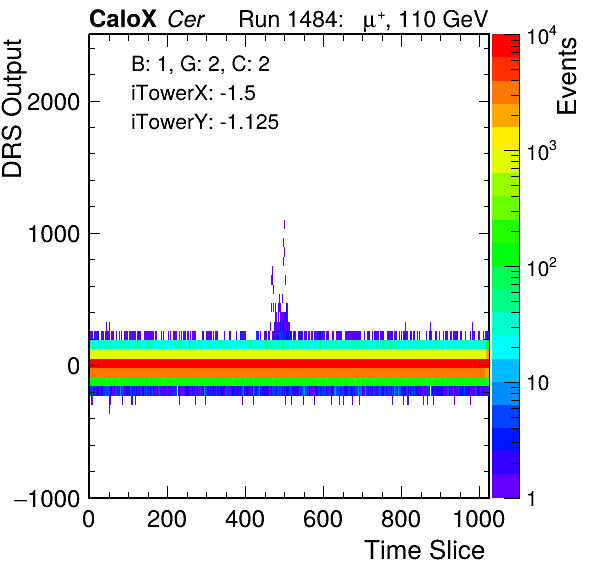 CaloX Cer Run 1484: μ⁺, 110 GeV
B: 1, G: 2, C: 2
iTowerX: -1.5
iTowerY: -1.125
DRS Output
2000
1000
0
−1000
0 200 400 600 800 1000
Time Slice
Events
10⁴
10³
10²
10
1